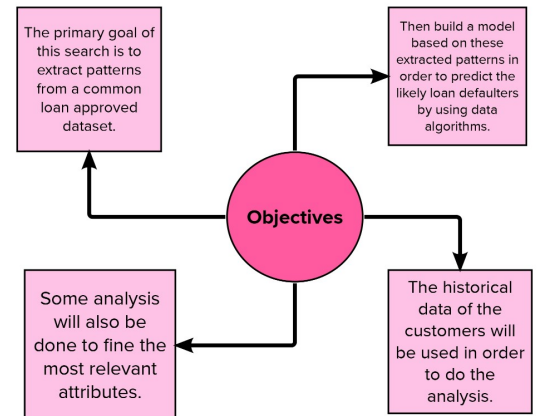 The primary goal of
this search is to
extract patterns
from a common
loan approved
dataset.
Then build a model
based on these
extracted patterns in
order to predict the
likely loan defaulters
by using data
algorithms.
Objectives
Some analysis
will also be
done to fine the
most relevant
attributes.
The historical
data of the
customers will
be used in order
to do the
analysis.